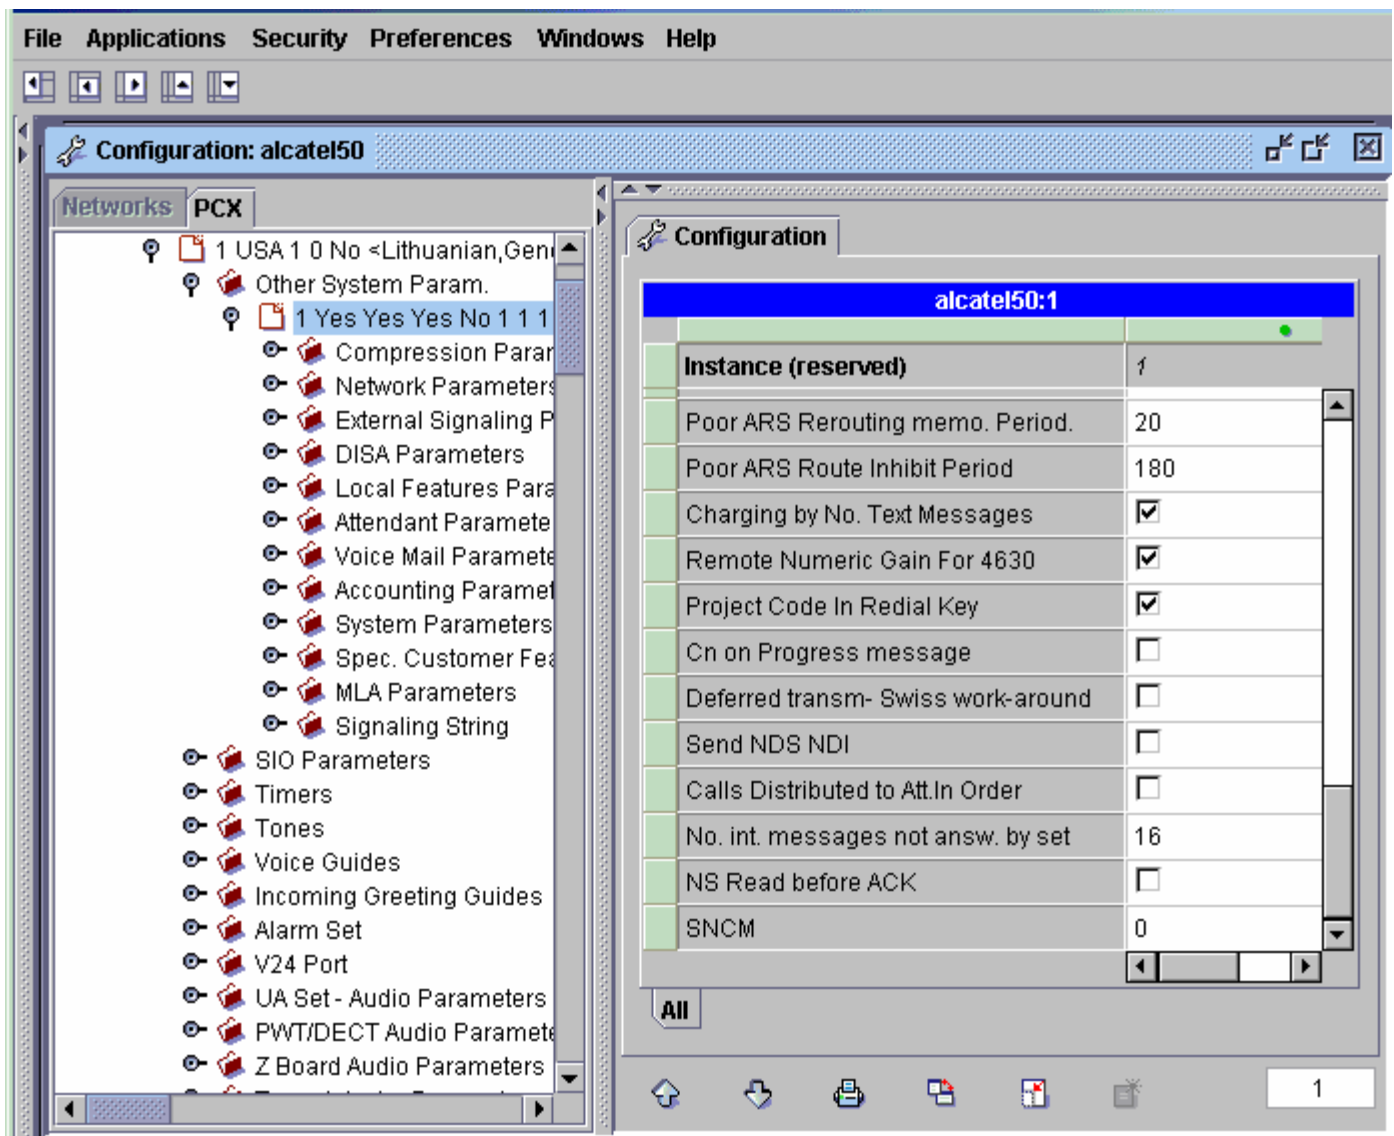 File Applications Security Preferences Windows Help
Configuration: alcatel50
Networks PCX
1 USA 1 0 No <Lithuanian,Gen
Other System Param.
1 Yes Yes Yes No 1 1 1
Compression Parar
Network Parameters
External Signaling P
DISA Parameters
Local Features Para
Attendant Paramete
Voice Mail Paramete
Accounting Paramet
System Parameters
Spec. Customer Fea
MLA Parameters
Signaling String
SIO Parameters
Timers
Tones
Voice Guides
Incoming Greeting Guides
Alarm Set
V24 Port
UA Set - Audio Parameters
PWT/DECT Audio Paramete
Z Board Audio Parameters
Configuration
alcatel50:1
Instance (reserved) 1
Poor ARS Rerouting memo. Period. 20
Poor ARS Route Inhibit Period 180
Charging by No. Text Messages
Remote Numeric Gain For 4630
Project Code In Redial Key
Cn on Progress message
Deferred transm- Swiss work-around
Send NDS NDI
Calls Distributed to Att.In Order
No. int. messages not answ. by set 16
NS Read before ACK
SNCM 0
All
1